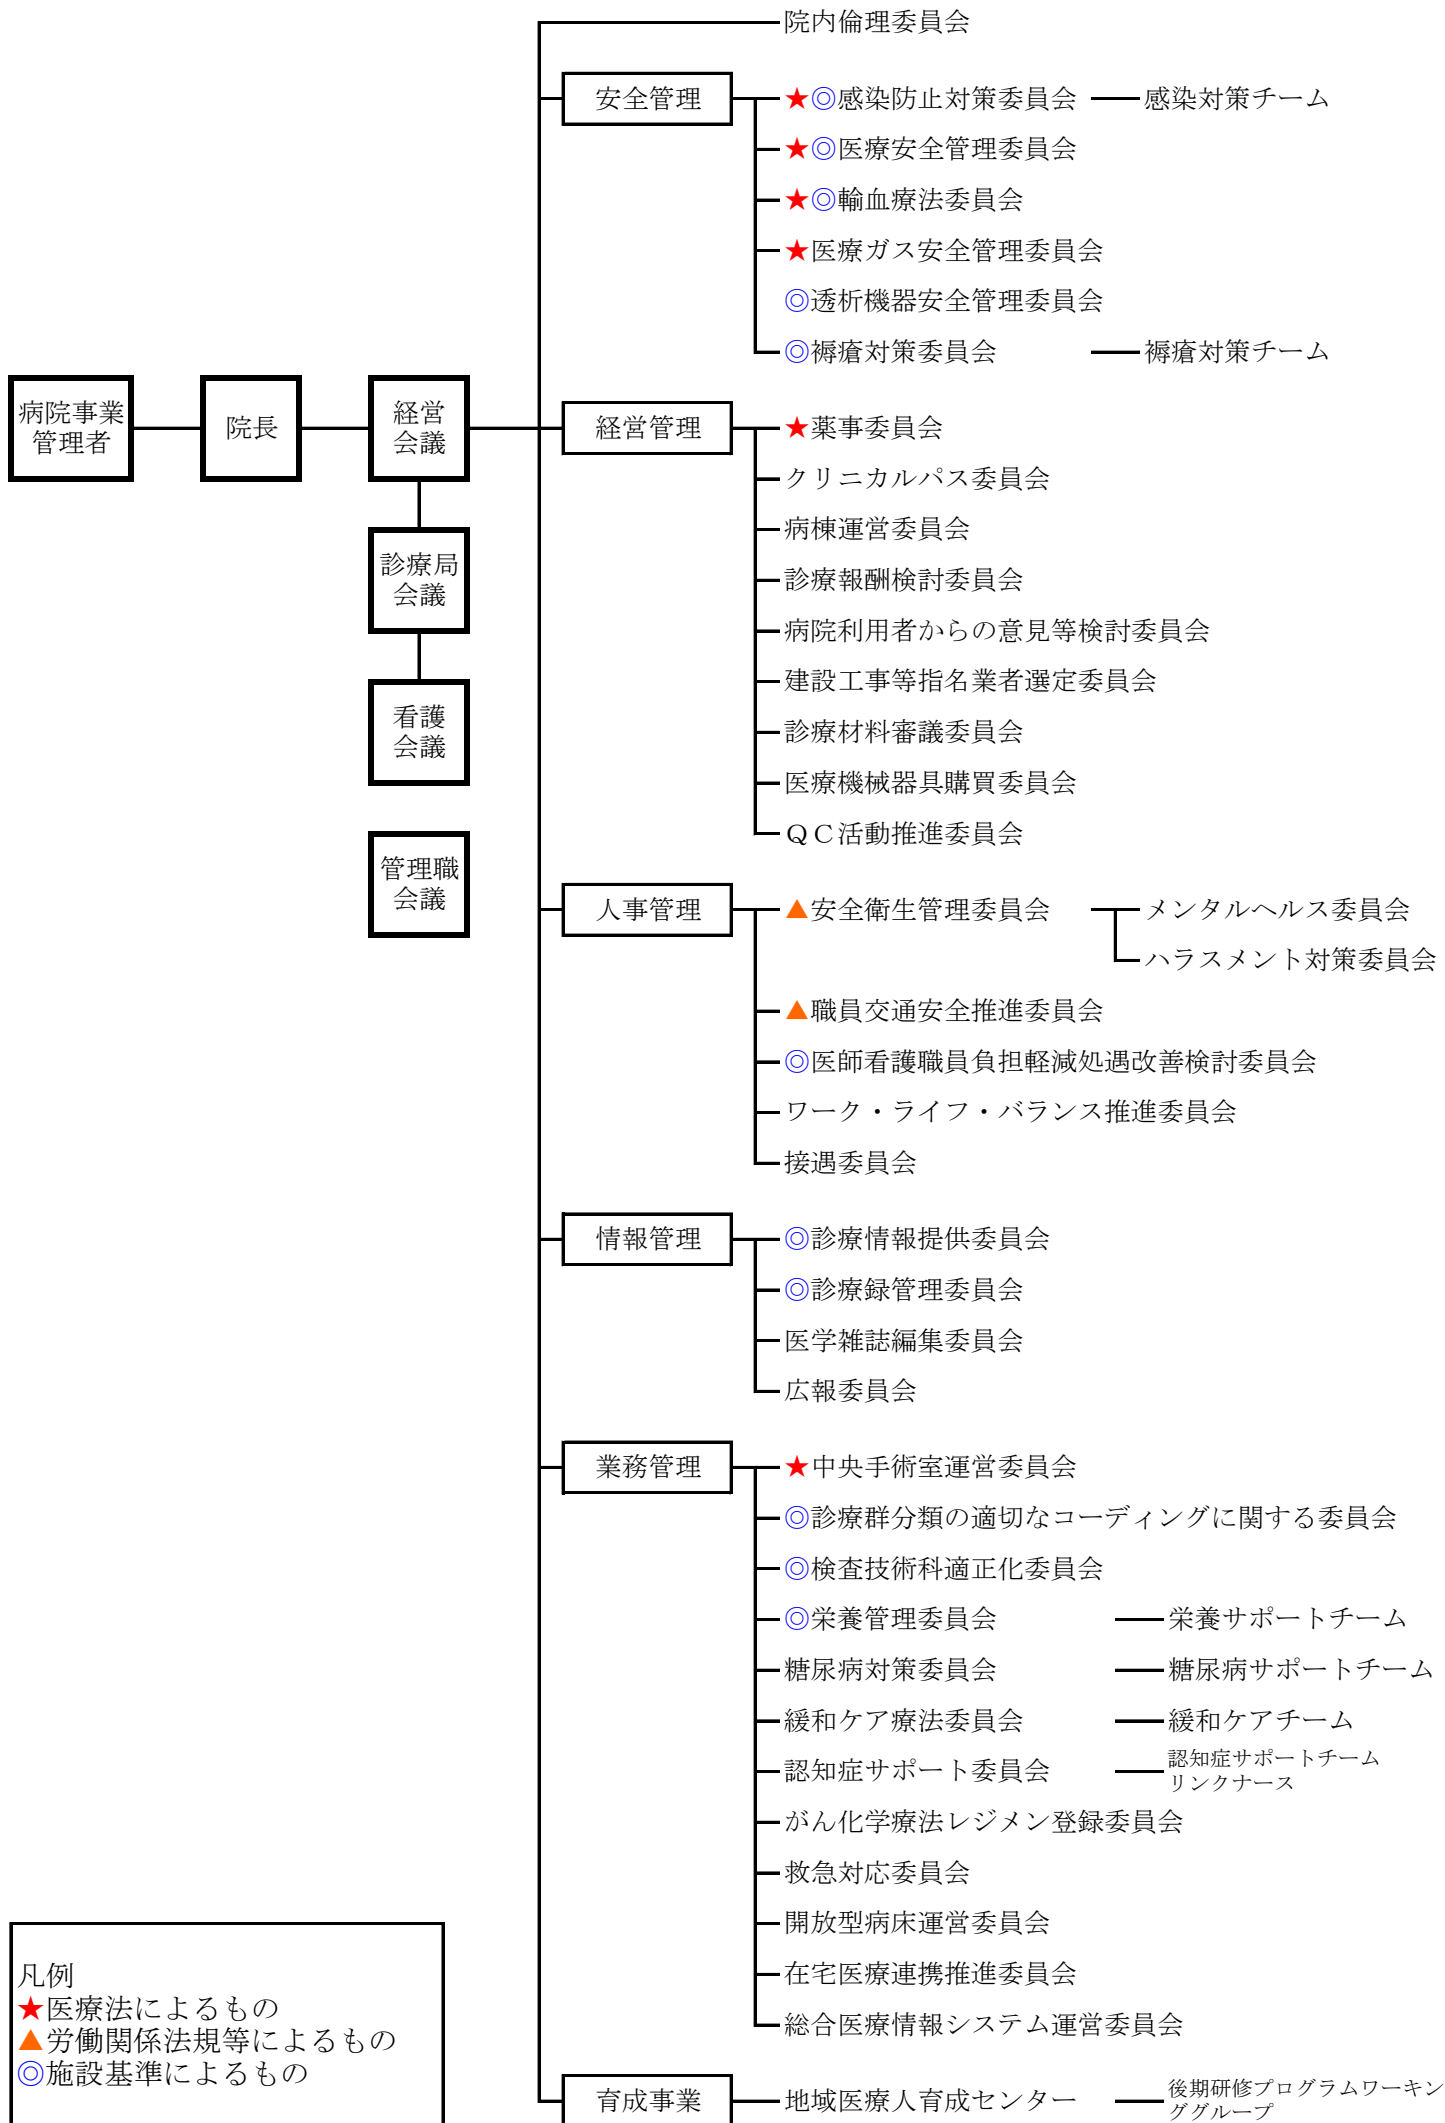 院内倫理委員会
安全管理
★◎感染防止対策委員会
感染対策チーム
★◎医療安全管理委員会
★◎輸血療法委員会
★医療ガス安全管理委員会
◎透析機器安全管理委員会
◎褥瘡対策委員会
褥瘡対策チーム
病院事業
管理者
院長
経営
会議
診療局
会議
看護
会議
管理職
会議
経営管理
★薬事委員会
クリニカルパス委員会
病棟運営委員会
診療報酬検討委員会
病院利用者からの意見等検討委員会
建設工事等指名業者選定委員会
診療材料審議委員会
医療機械器具購買委員会
ＱＣ活動推進委員会
人事管理
▲安全衛生管理委員会
メンタルヘルス委員会
ハラスメント対策委員会
▲職員交通安全推進委員会
◎医師看護職員負担軽減処遇改善検討委員会
ワーク・ライフ・バランス推進委員会
接遇委員会
情報管理
◎診療情報提供委員会
◎診療録管理委員会
医学雑誌編集委員会
広報委員会
業務管理
★中央手術室運営委員会
◎診療群分類の適切なコーディングに関する委員会
◎検査技術科適正化委員会
◎栄養管理委員会
栄養サポートチーム
糖尿病対策委員会
糖尿病サポートチーム
緩和ケア療法委員会
緩和ケアチーム
認知症サポート委員会
認知症サポートチーム
リンクナース
がん化学療法レジメン登録委員会
救急対応委員会
開放型病床運営委員会
在宅医療連携推進委員会
総合医療情報システム運営委員会
育成事業
地域医療人育成センター
後期研修プログラムワーキン
ググループ
凡例
★医療法によるもの
▲労働関係法規等によるもの
◎施設基準によるもの